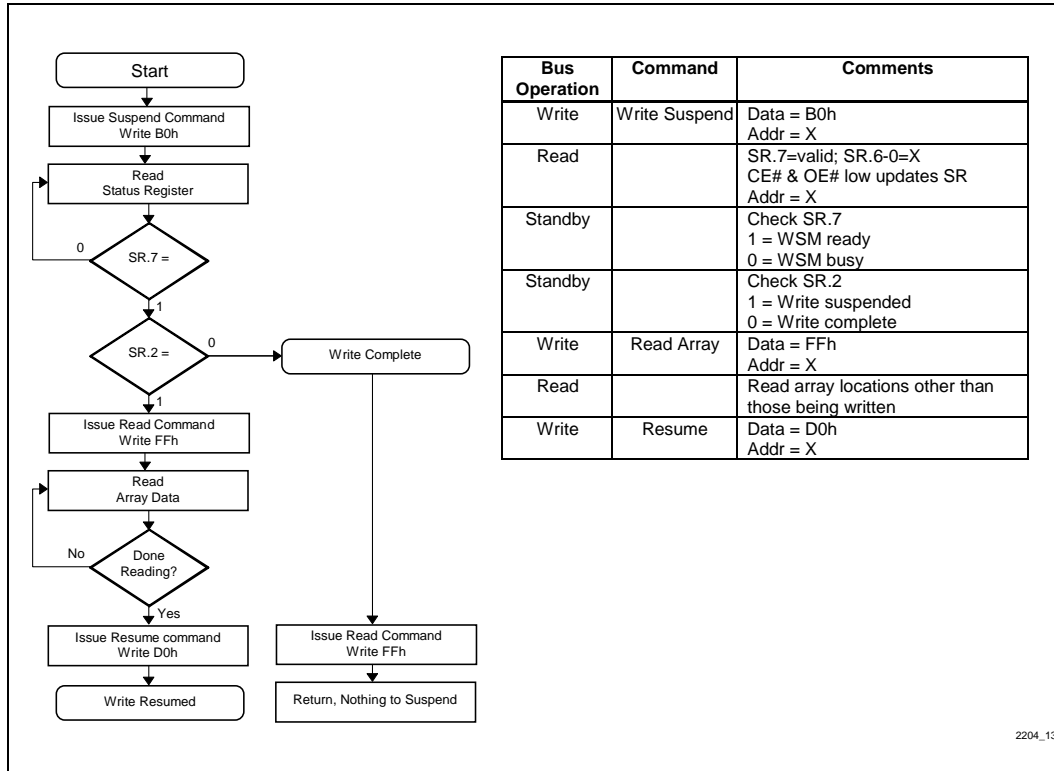 Start
Issue Suspend Command
Write B0h
Read
Status Register
0
SR.7 =
1
SR.2 =
0
Write Complete
1
Issue Read Command
Write FFh
Read
Array Data
No
Done
Reading?
Yes
Issue Resume command
Write D0h
Write Resumed
Issue Read Command
Write FFh
Return, Nothing to Suspend
Bus
Operation
Command
Comments
Write
Write Suspend
Data = B0h
Addr = X
Read
SR.7=valid; SR.6-0=X
CE# & OE# low updates SR
Addr = X
Standby
Check SR.7
1 = WSM ready
0 = WSM busy
Standby
Check SR.2
1 = Write suspended
0 = Write complete
Write
Read Array
Data = FFh
Addr = X
Read
Read array locations other than
those being written
Write
Resume
Data = D0h
Addr = X
2204_13